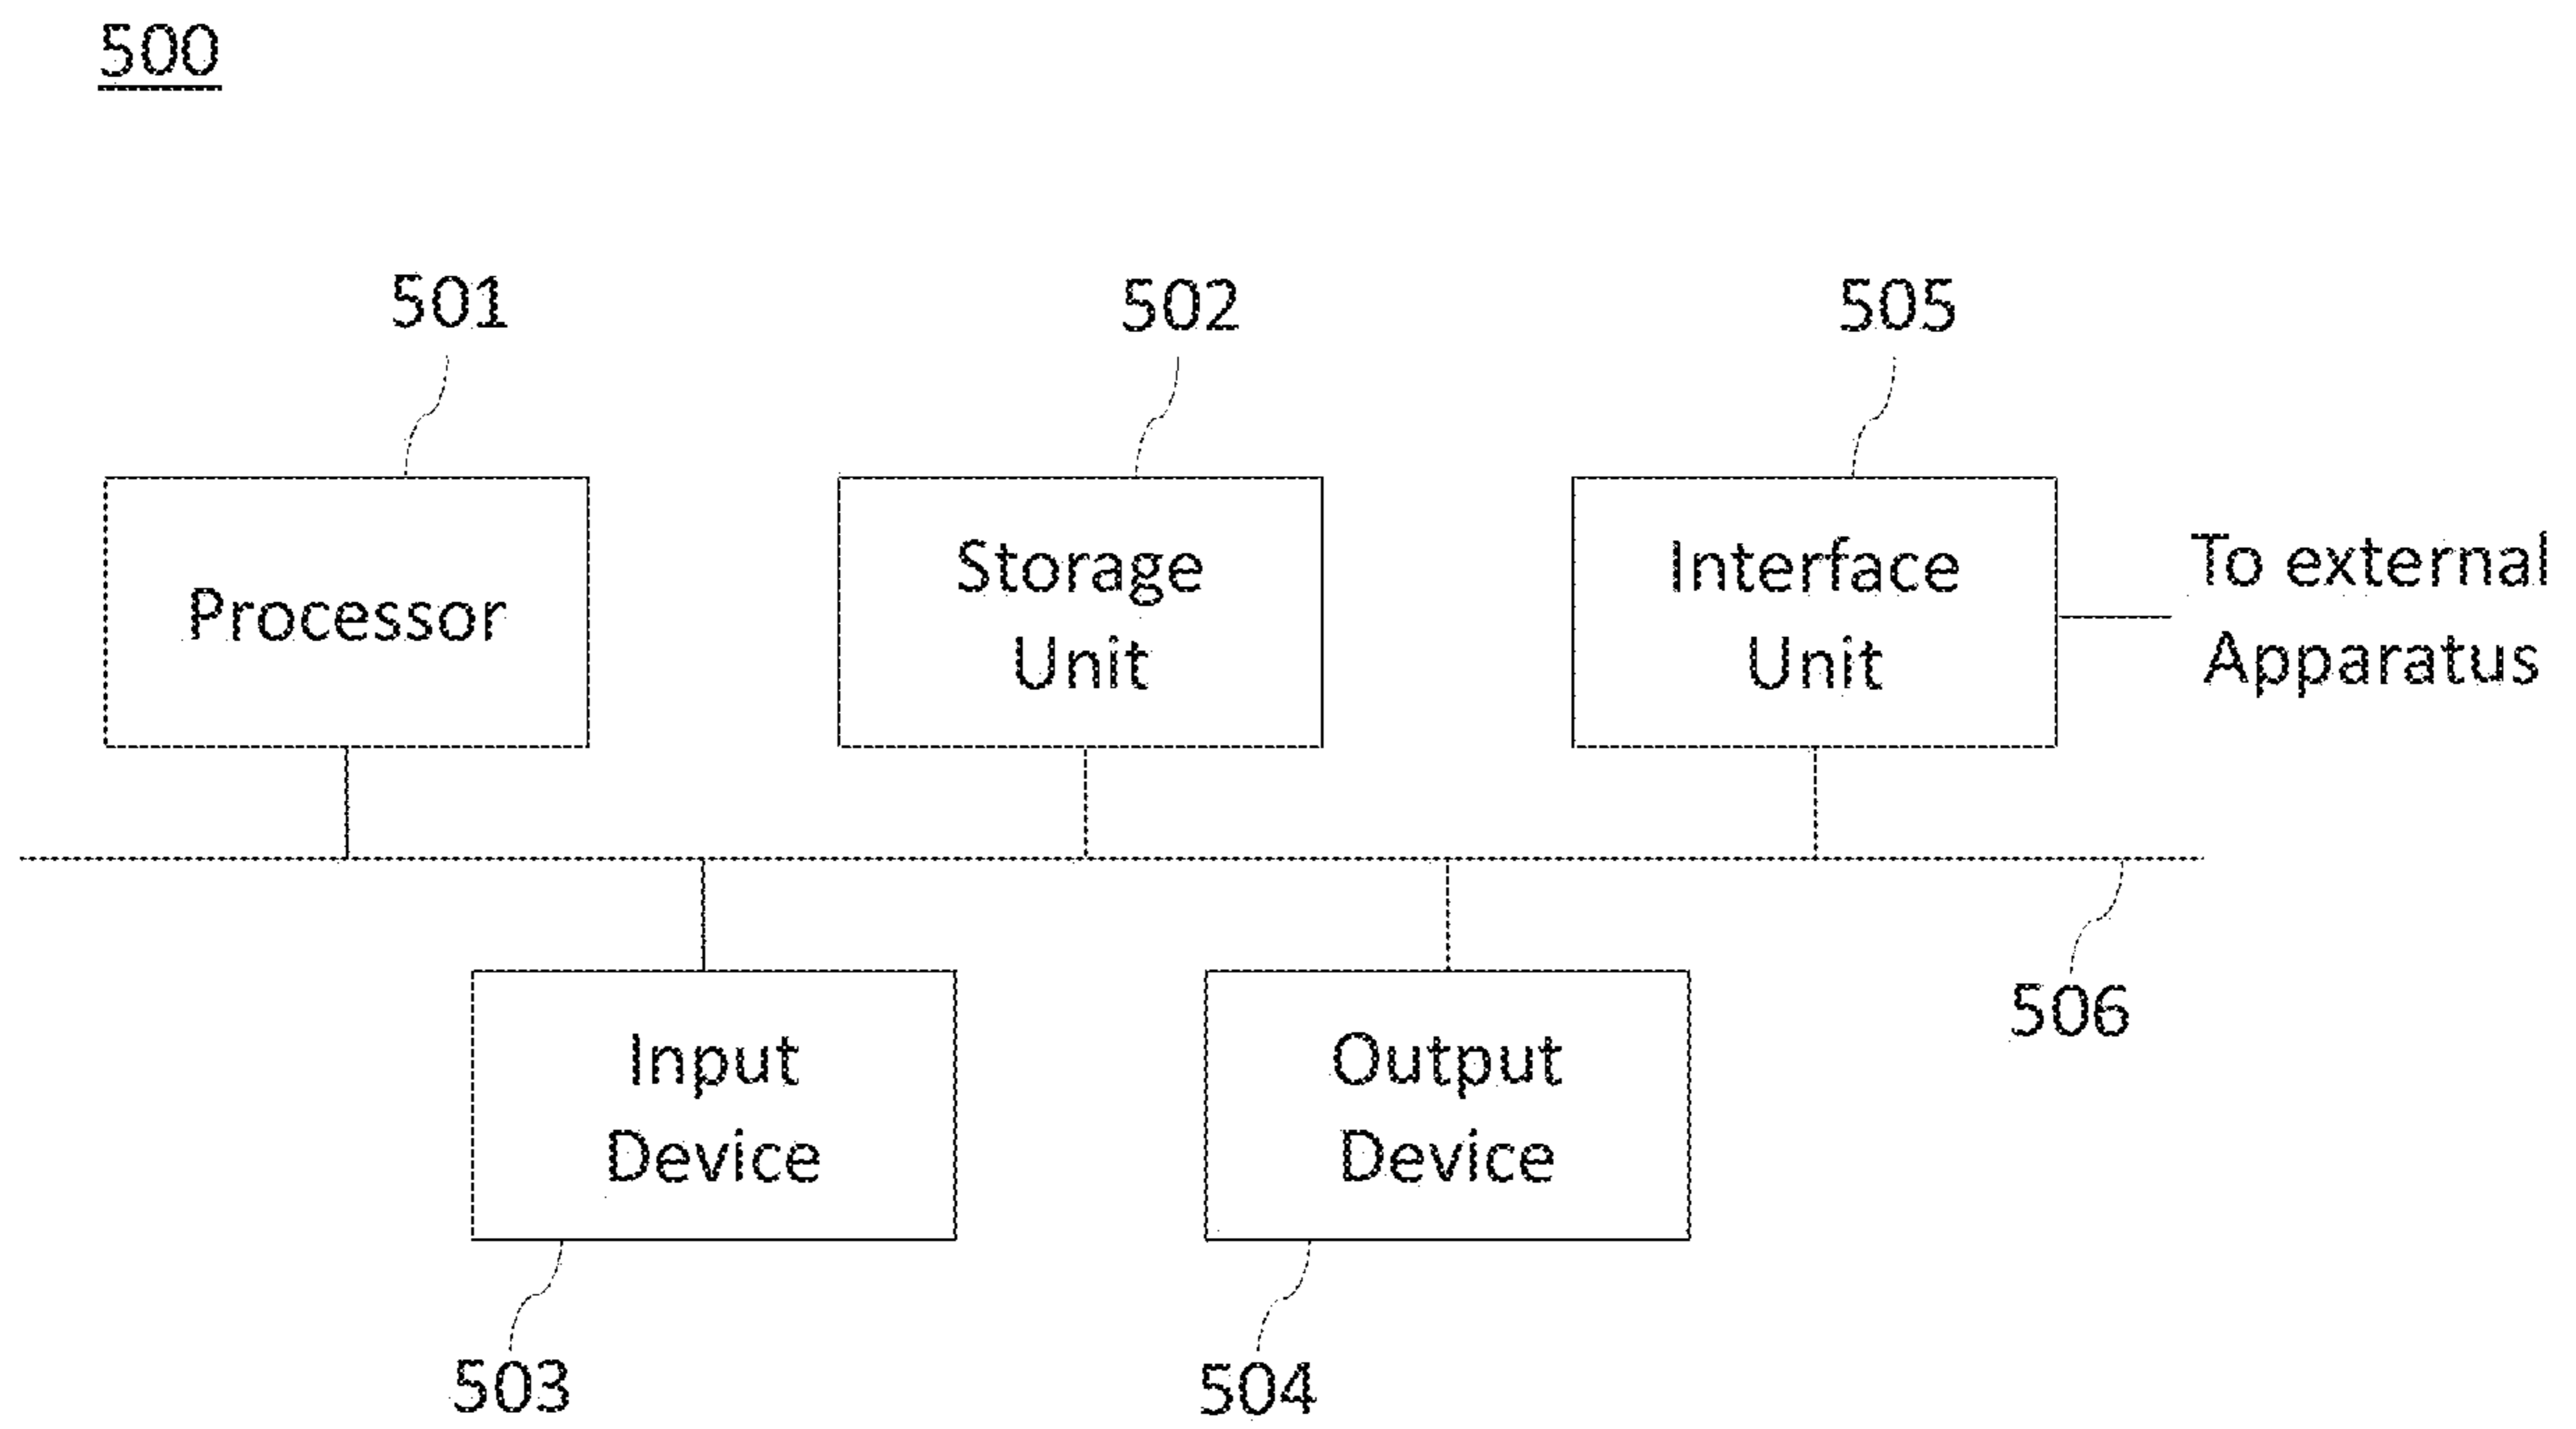 500
501
502
505
Processor
Storage
Unit
Interface
Unit
To external
Apparatus
506
Input
Device
Output
Device
503
504